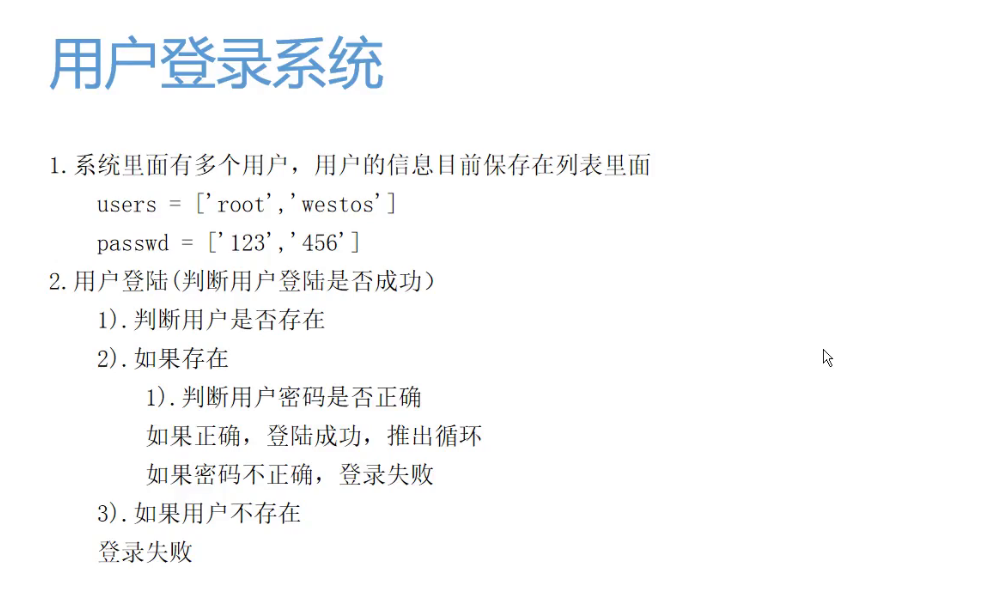 用户登录系统
1.系统里面有多个用户，用户的信息目前保存在列表里面
users = ['root','westos']
passwd = ['123','456']
2.用户登陆(判断用户登陆是否成功）
1).判断用户是否存在
2).如果存在
1).判断用户密码是否正确
如果正确，登陆成功，推出循环
如果密码不正确，登录失败
3).如果用户不存在
登录失败